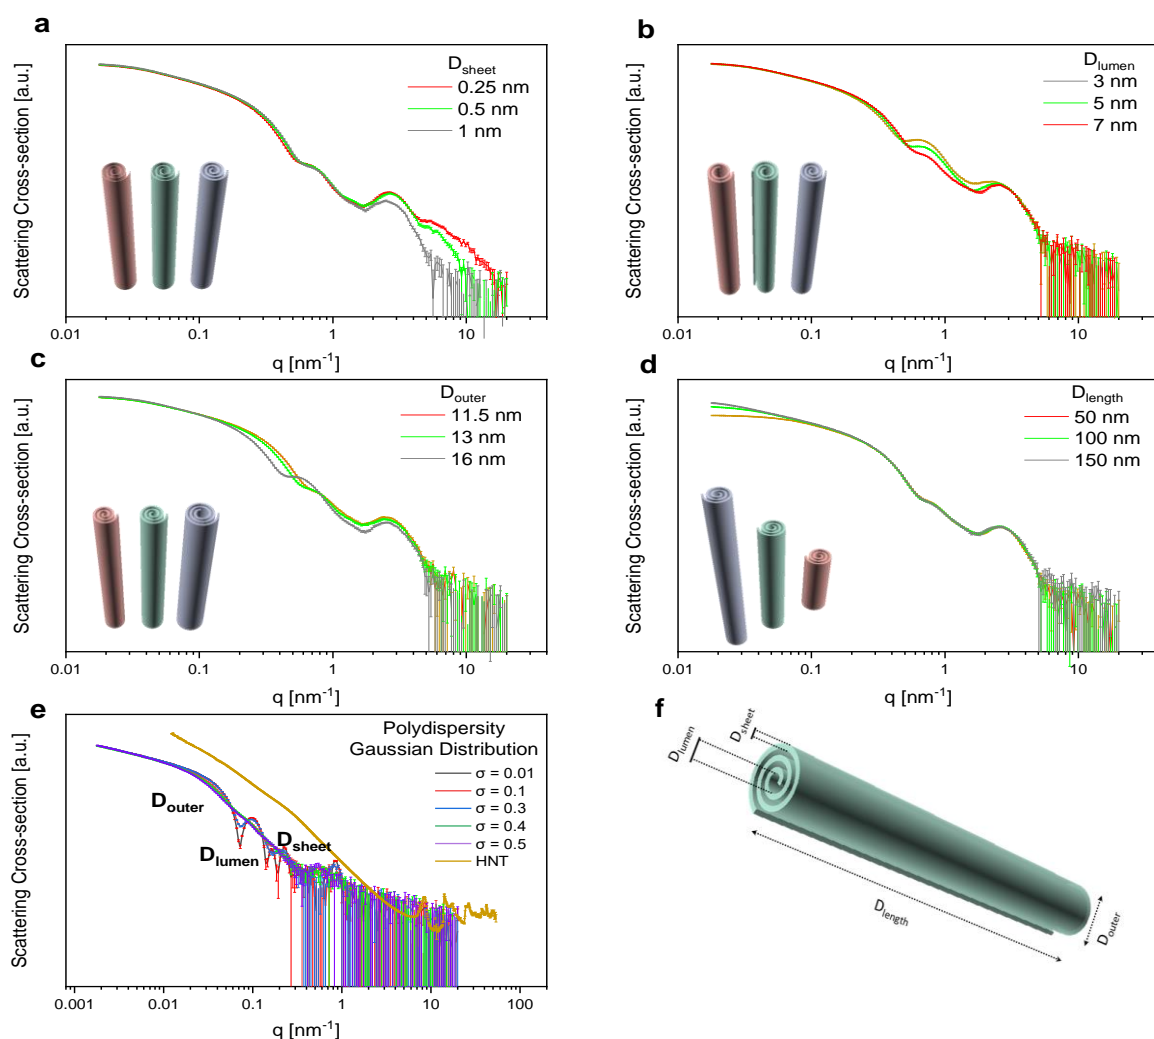 a
D_sheet
0.25 nm
0.5 nm
1 nm
Scattering Cross-section [a.u.]
0.01 0.1 1 10
q [nm⁻¹]
b
D_lumen
3 nm
5 nm
7 nm
Scattering Cross-section [a.u.]
0.01 0.1 1 10
q [nm⁻¹]
c
D_outer
11.5 nm
13 nm
16 nm
Scattering Cross-section [a.u.]
0.01 0.1 1 10
q [nm⁻¹]
d
D_length
50 nm
100 nm
150 nm
Scattering Cross-section [a.u.]
0.01 0.1 1 10
q [nm⁻¹]
e
Polydispersity
Gaussian Distribution
σ = 0.01
σ = 0.1
σ = 0.3
σ = 0.4
σ = 0.5
HNT
D_outer
D_lumen
D_sheet
Scattering Cross-section [a.u.]
0.001 0.01 0.1 1 10 100
q [nm⁻¹]
f
D_lumen
D_sheet
D_length
D_outer